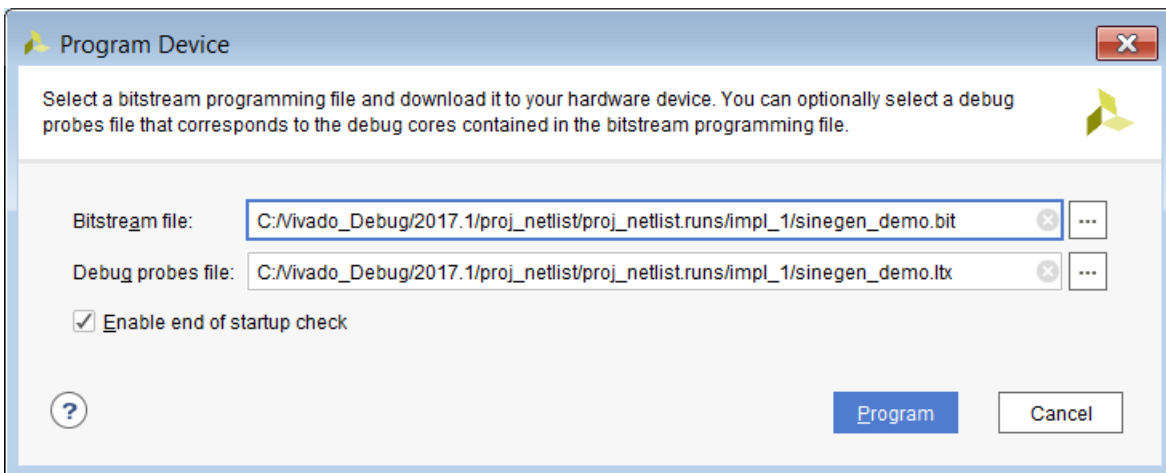 Program Device
Select a bitstream programming file and download it to your hardware device. You can optionally select a debug
probes file that corresponds to the debug cores contained in the bitstream programming file.
Bitstream file: C:/Vivado_Debug/2017.1/proj_netlist/proj_netlist.runs/impl_1/sinegen_demo.bit ...
Debug probes file: C:/Vivado_Debug/2017.1/proj_netlist/proj_netlist.runs/impl_1/sinegen_demo.ltx ...
Enable end of startup check
? Program Cancel